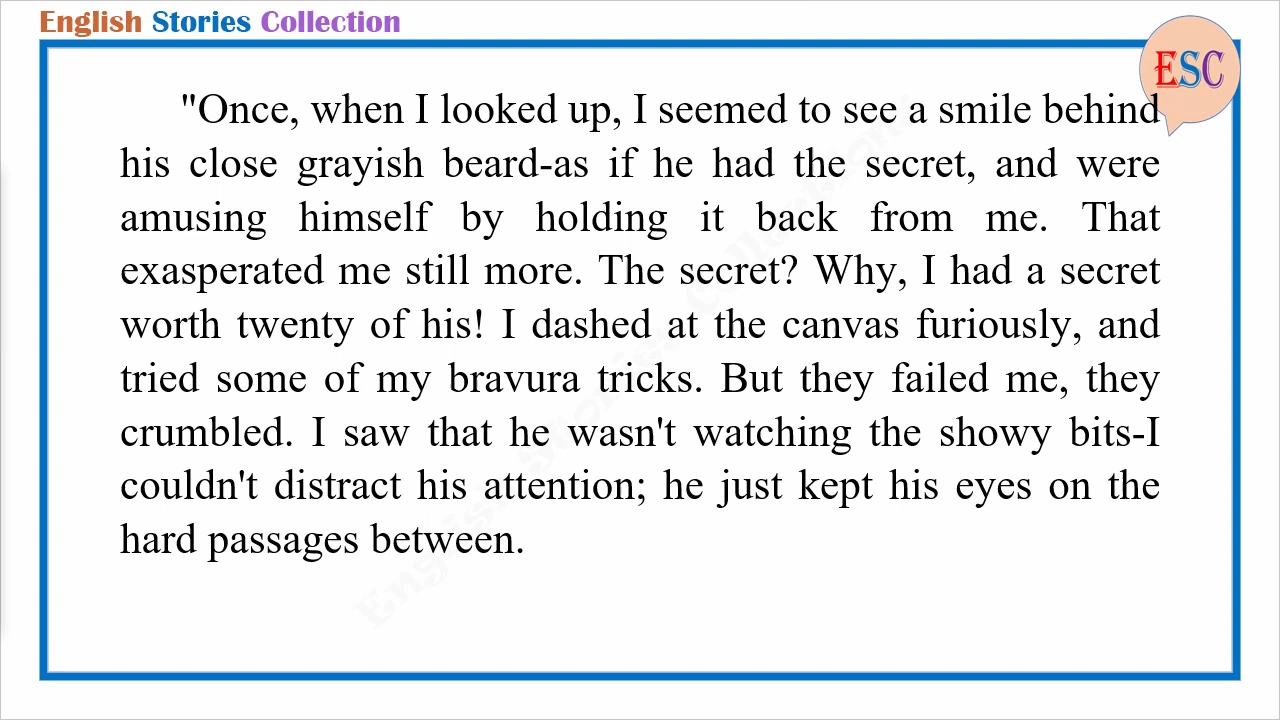 English Stories Collection
ESC
"Once, when I looked up, I seemed to see a smile behind
his close grayish beard-as if he had the secret, and were
amusing himself by holding it back from me. That
exasperated me still more. The secret? Why, I had a secret
worth twenty of his! I dashed at the canvas furiously, and
tried some of my bravura tricks. But they failed me, they
crumbled. I saw that he wasn't watching the showy bits-I
couldn't distract his attention; he just kept his eyes on the
hard passages between.
English Stories Collection